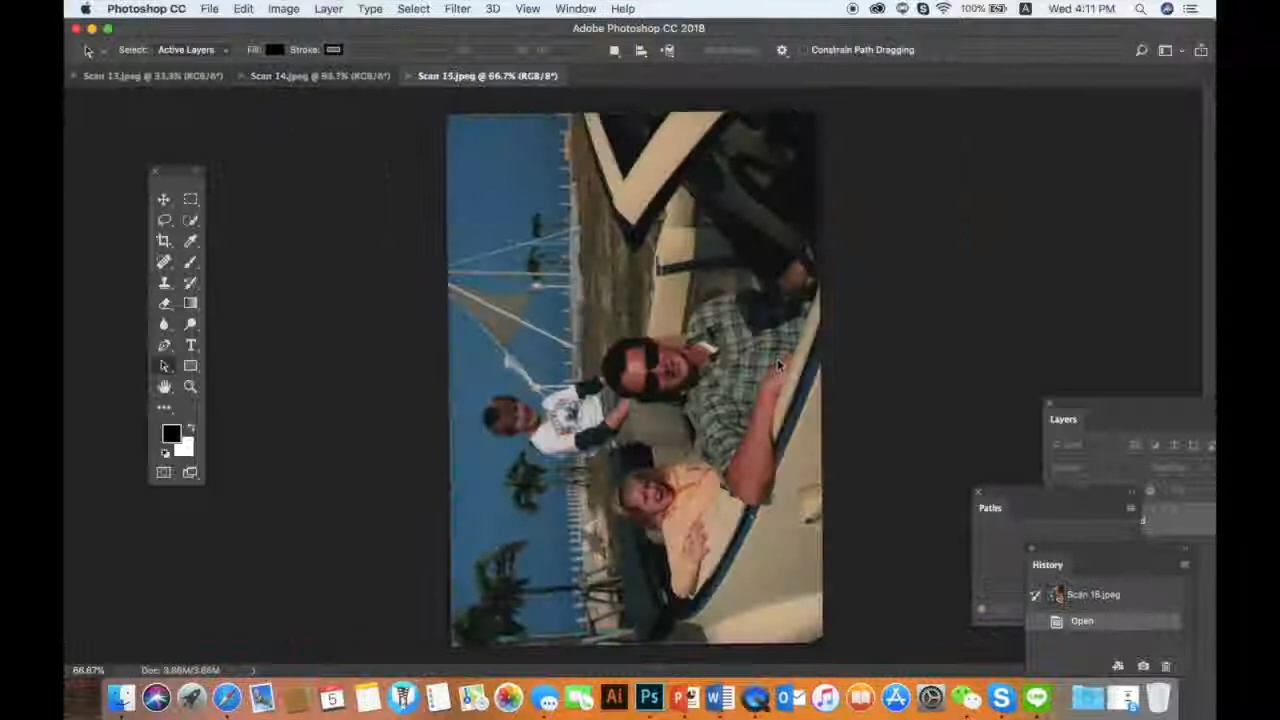 Photoshop CC File Edit Image Layer Type Select Filter 3D View Window Help 100% Wed 4:11 PM
Adobe Photoshop CC 2018
Select: Active Layers Fill: Stroke: Constrain Path Dragging
Scan 13.jpeg @ 33.3% (RGB/8*) Scan 14.jpeg @ 66.7% (RGB/8*) Scan 15.jpeg @ 66.7% (RGB/8*)
Layers
Paths
History
Scan 15.jpeg
Open
66.67% Doc: 3.86M/3.86M